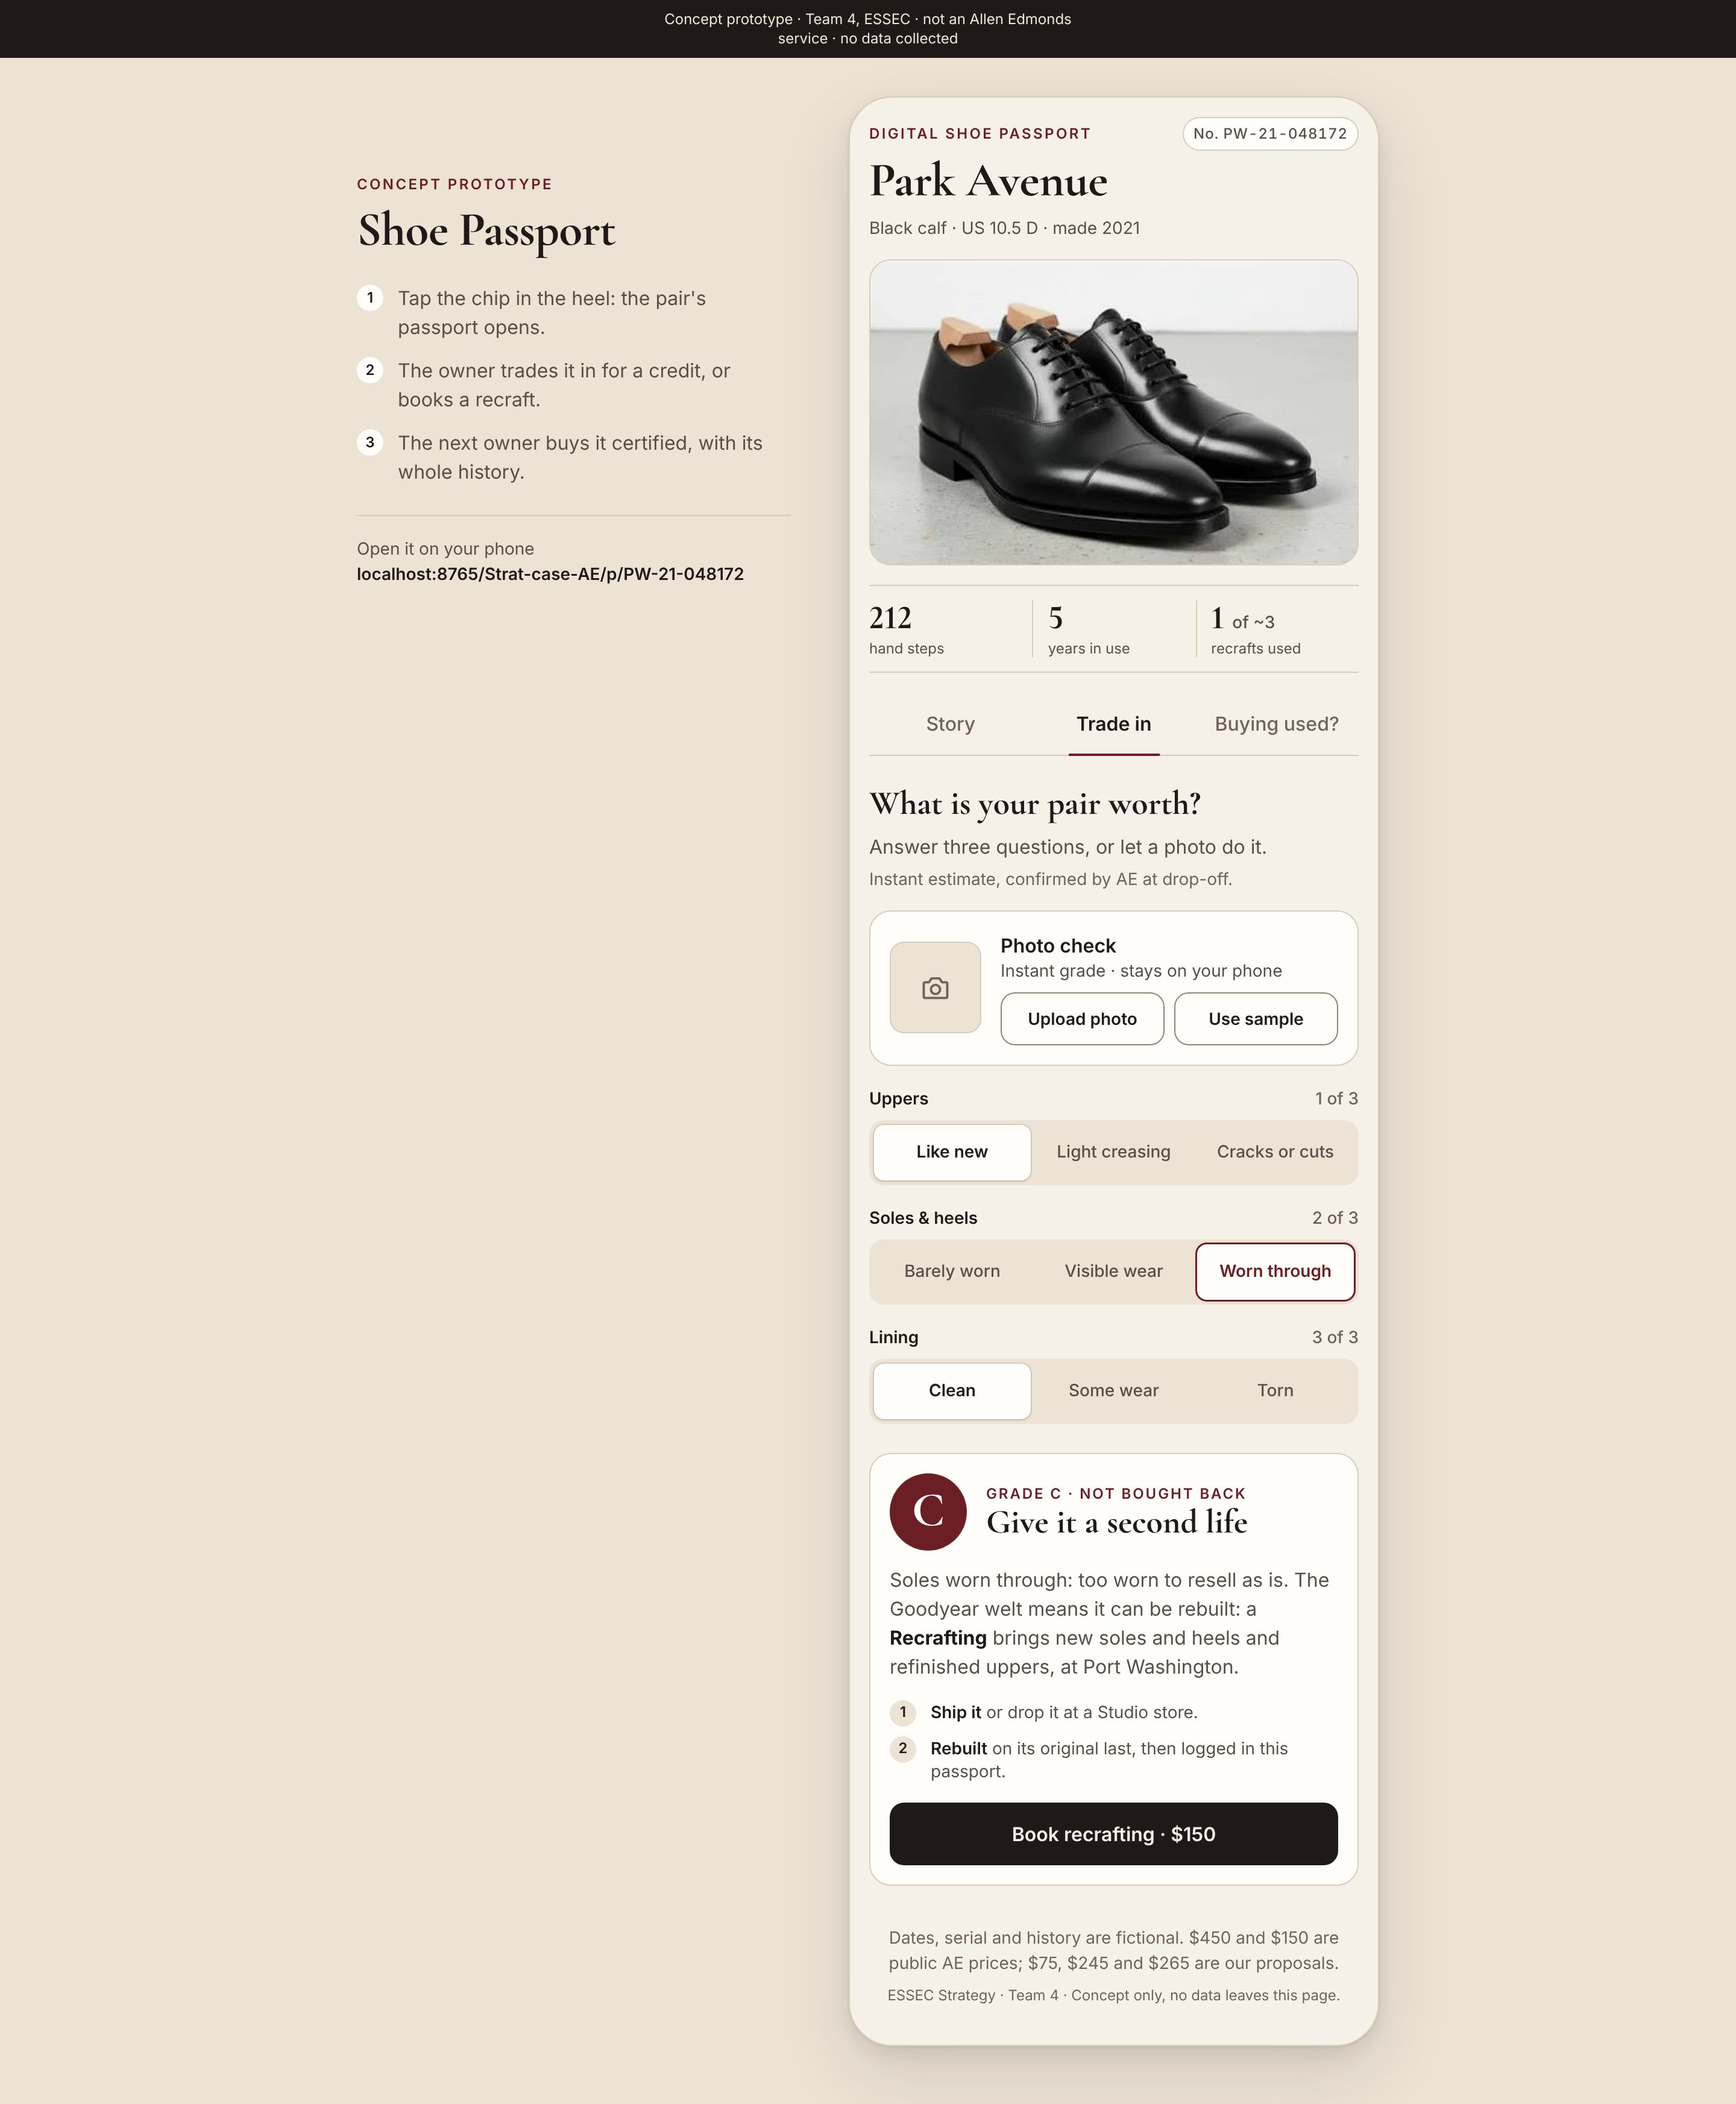 Concept prototype · Team 4, ESSEC · not an Allen Edmonds
service · no data collected
CONCEPT PROTOTYPE
Shoe Passport
1 Tap the chip in the heel: the pair's
passport opens.
2 The owner trades it in for a credit, or
books a recraft.
3 The next owner buys it certified, with its
whole history.
Open it on your phone
localhost:8765/Strat-case-AE/p/PW-21-048172
DIGITAL SHOE PASSPORT
No. PW-21-048172
Park Avenue
Black calf · US 10.5 D · made 2021
212
hand steps
5
years in use
1 of ~3
recrafts used
Story
Trade in
Buying used?
What is your pair worth?
Answer three questions, or let a photo do it.
Instant estimate, confirmed by AE at drop-off.
Photo check
Instant grade · stays on your phone
Upload photo
Use sample
Uppers
1 of 3
Like new
Light creasing
Cracks or cuts
Soles & heels
2 of 3
Barely worn
Visible wear
Worn through
Lining
3 of 3
Clean
Some wear
Torn
C
GRADE C · NOT BOUGHT BACK
Give it a second life
Soles worn through: too worn to resell as is. The
Goodyear welt means it can be rebuilt: a
Recrafting brings new soles and heels and
refinished uppers, at Port Washington.
1 Ship it or drop it at a Studio store.
2 Rebuilt on its original last, then logged in this
passport.
Book recrafting · $150
Dates, serial and history are fictional. $450 and $150 are
public AE prices; $75, $245 and $265 are our proposals.
ESSEC Strategy · Team 4 · Concept only, no data leaves this page.